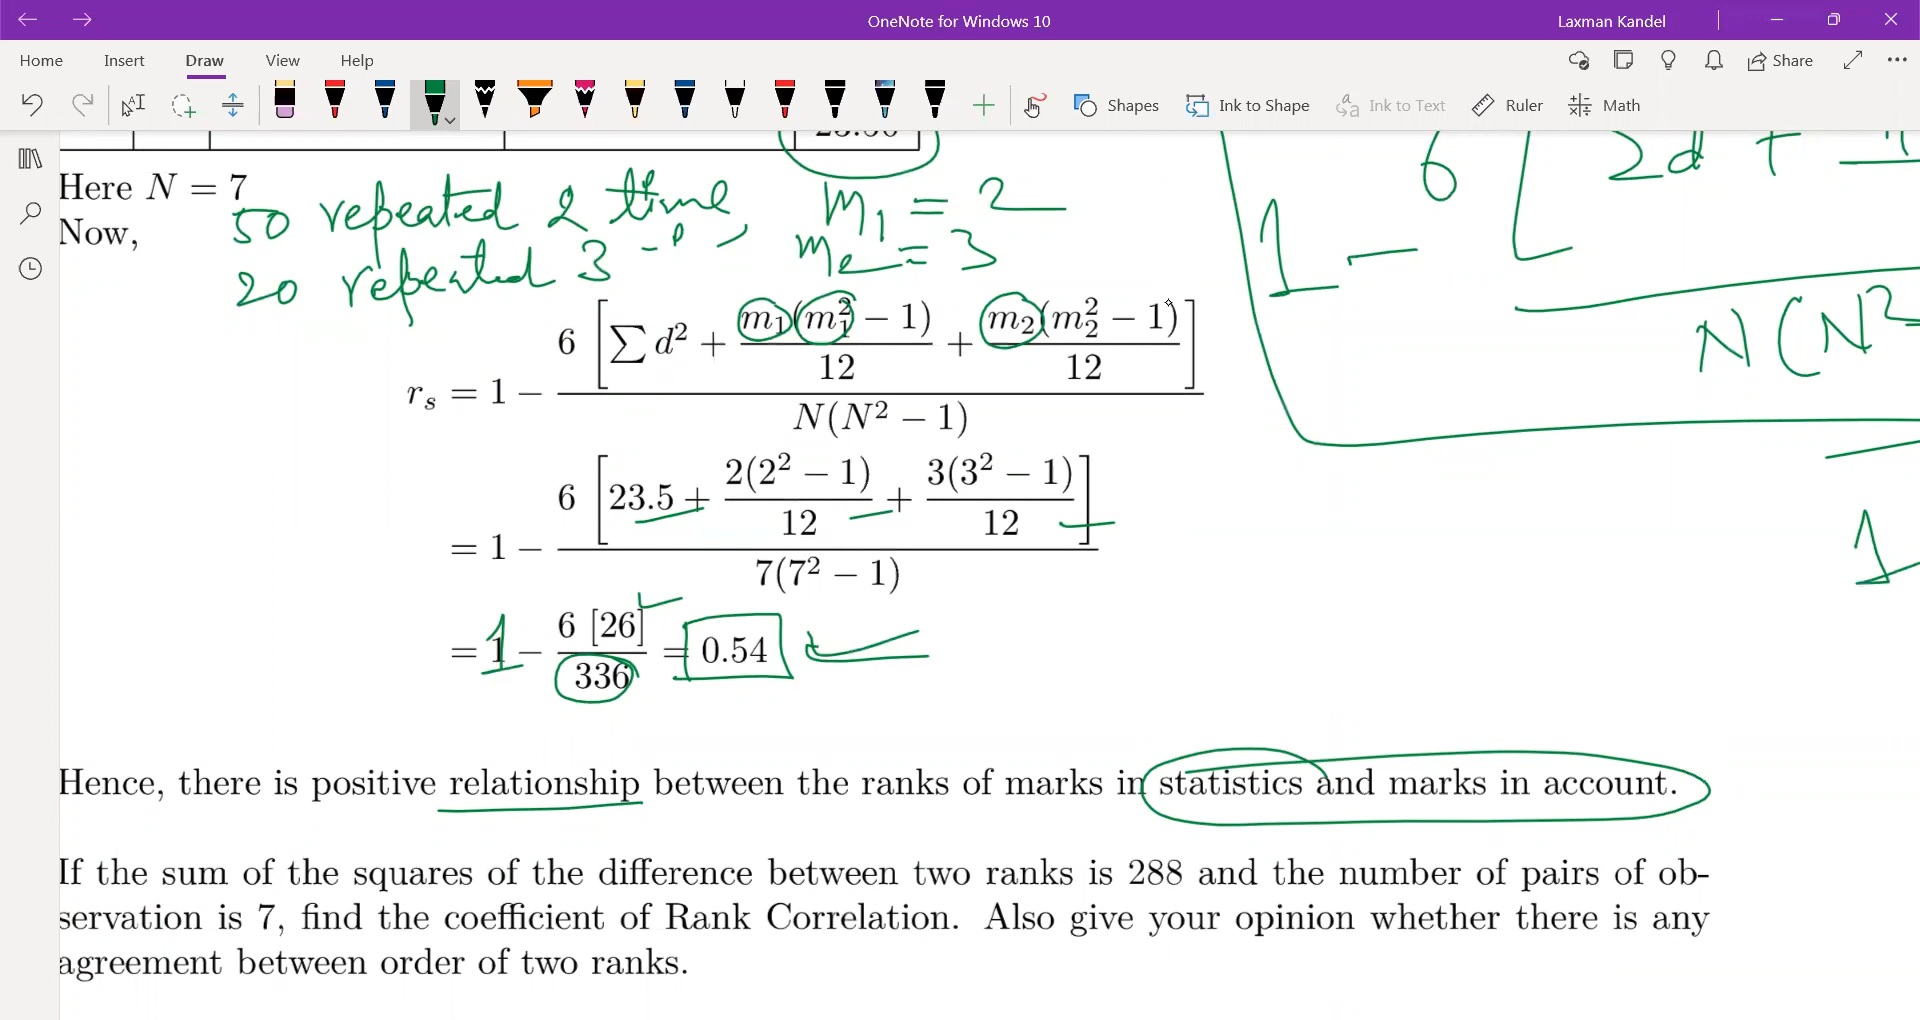 OneNote for Windows 10
Laxman Kandel
Home Insert Draw View Help
Share
Shapes Ink to Shape Ink to Text Ruler Math
Here N = 7
Now,
50 repeated 2 time, m₁ = 2
20 repeated 3 –"–, m₂ = 3
r_s = 1 − 6 [∑ d² + m₁(m₁² − 1)/12 + m₂(m₂² − 1)/12] / N(N² − 1)
= 1 − 6 [23.5 + 2(2² − 1)/12 + 3(3² − 1)/12] / 7(7² − 1)
= 1 − 6 [26] / 336 = 0.54
1 − 6 [ Σd +
N(N²
1
Hence, there is positive relationship between the ranks of marks in statistics and marks in account.
If the sum of the squares of the difference between two ranks is 288 and the number of pairs of ob-
servation is 7, find the coefficient of Rank Correlation. Also give your opinion whether there is any
agreement between order of two ranks.